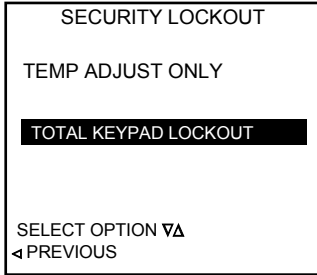 SECURITY LOCKOUT
TEMP ADJUST ONLY
TOTAL KEYPAD LOCKOUT
SELECT OPTION ∇Δ
◁ PREVIOUS